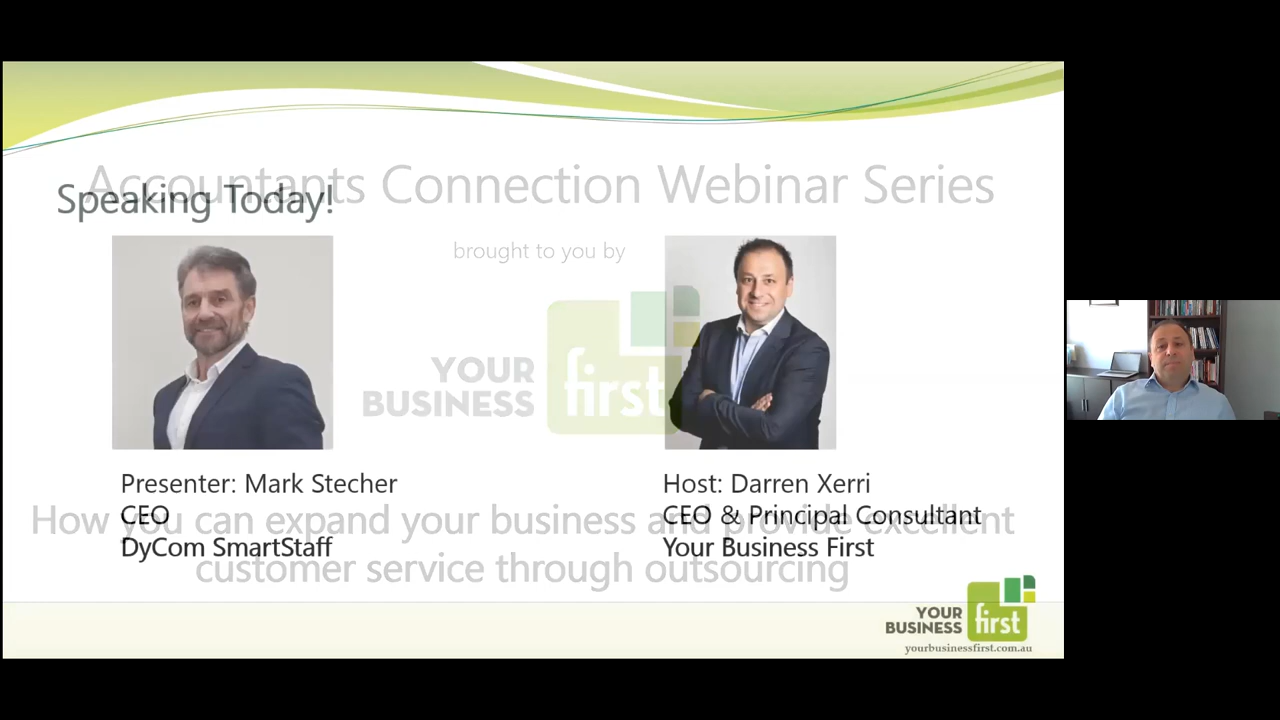 Accountants Connection Webinar Series
Speaking Today!
brought to you by
YOUR
BUSINESS
first
Presenter: Mark Stecher
CEO
DyCom SmartStaff
Host: Darren Xerri
CEO & Principal Consultant
Your Business First
How you can expand your business and provide excellent
customer service through outsourcing
YOUR
BUSINESS
first
yourbusinessfirst.com.au